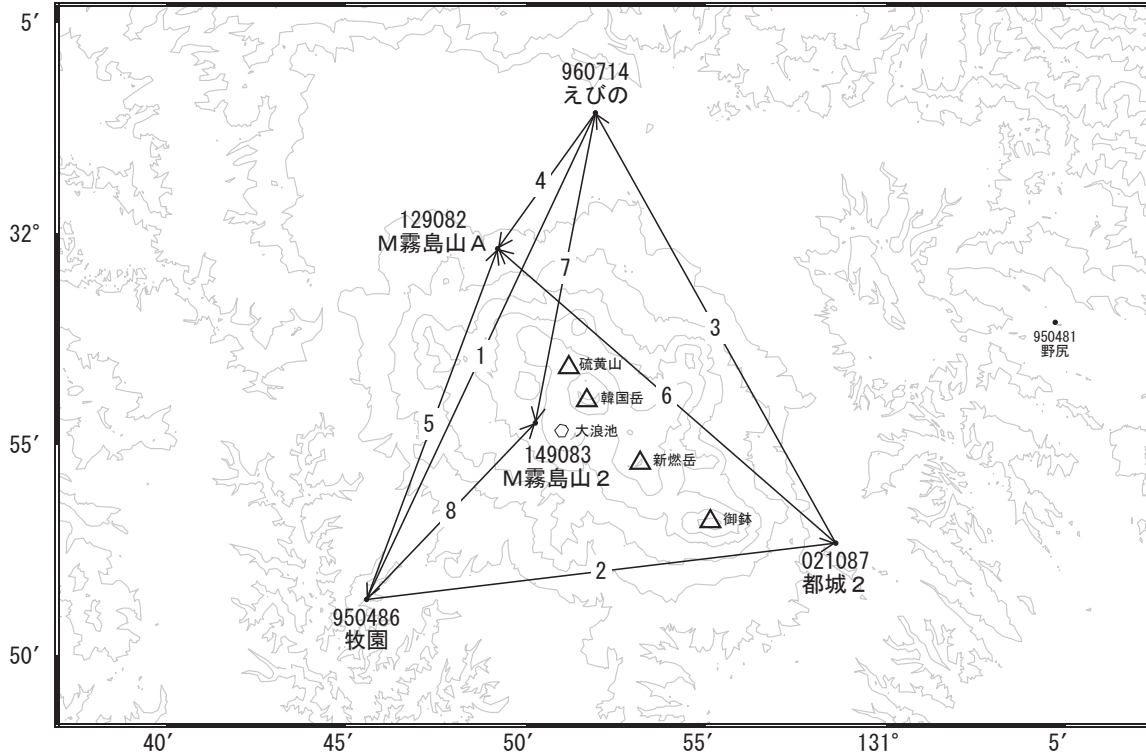 5′
960714
えびの
4
129082
M霧島山A
32°
7
3
950481
野尻
1
硫黄山
6
韓国岳
5
大浪池
55′
149083
M霧島山2
新燃岳
8
御鉢
2
021087
都城2
950486
牧園
50′
40′
45′
50′
55′
131°
5′